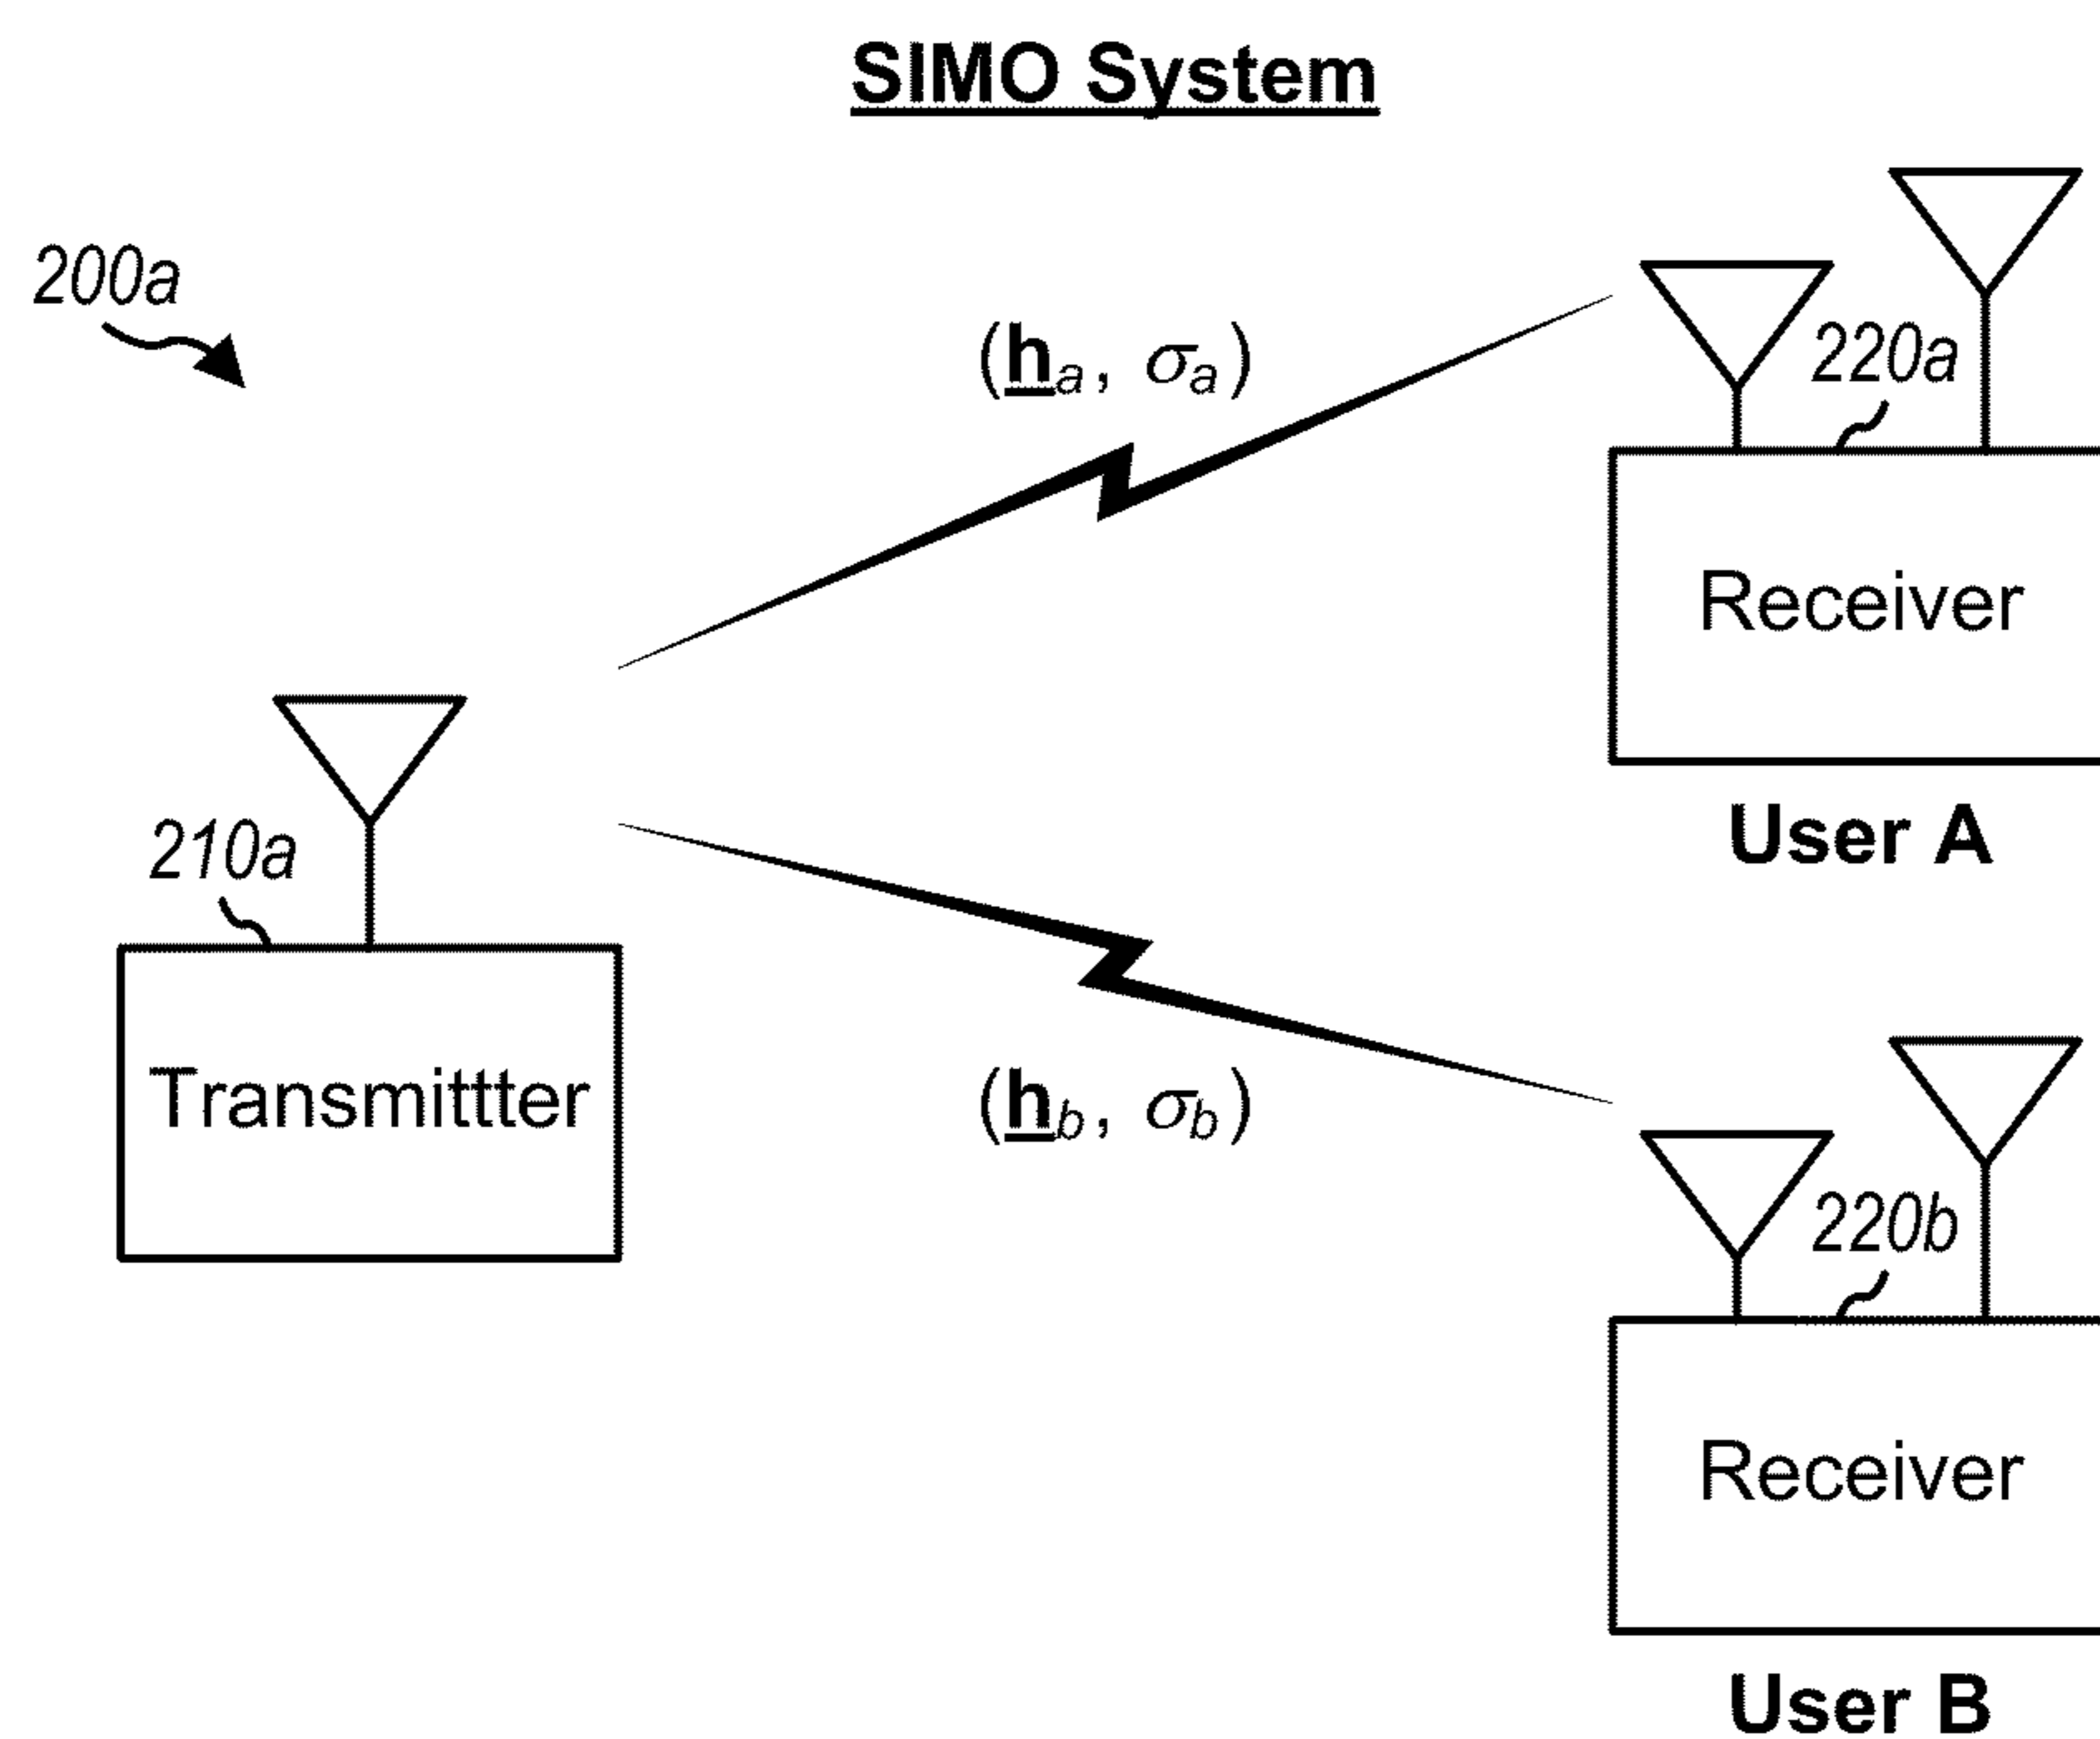 SIMO System
200a
(h_a, σ_a)
220a
Receiver
User A
210a
Transmittter
(h_b, σ_b)
220b
Receiver
User B